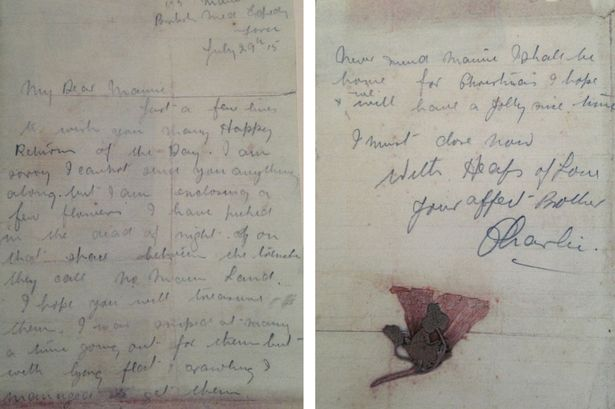 British Med Expedy
Force
July 29th 15
My Dear Mamie
Just a few lines
to wish you many Happy
Returns of the Day. I am
sorry I cannot send you anything
along. but I am enclosing a
few flowers I have picked
in the dead of night of on
that space between the trenches
they call No Mans Land.
I hope you will treasure
them. I was sniped at many
a time going out for them but
with lying flat & crawling I
managed to get them
Never mind Mamie I shall be
home for Christmas I hope
& we will have a jolly nice time
I must close now
With Heaps of Love
Your affect. Brother
Charlie.